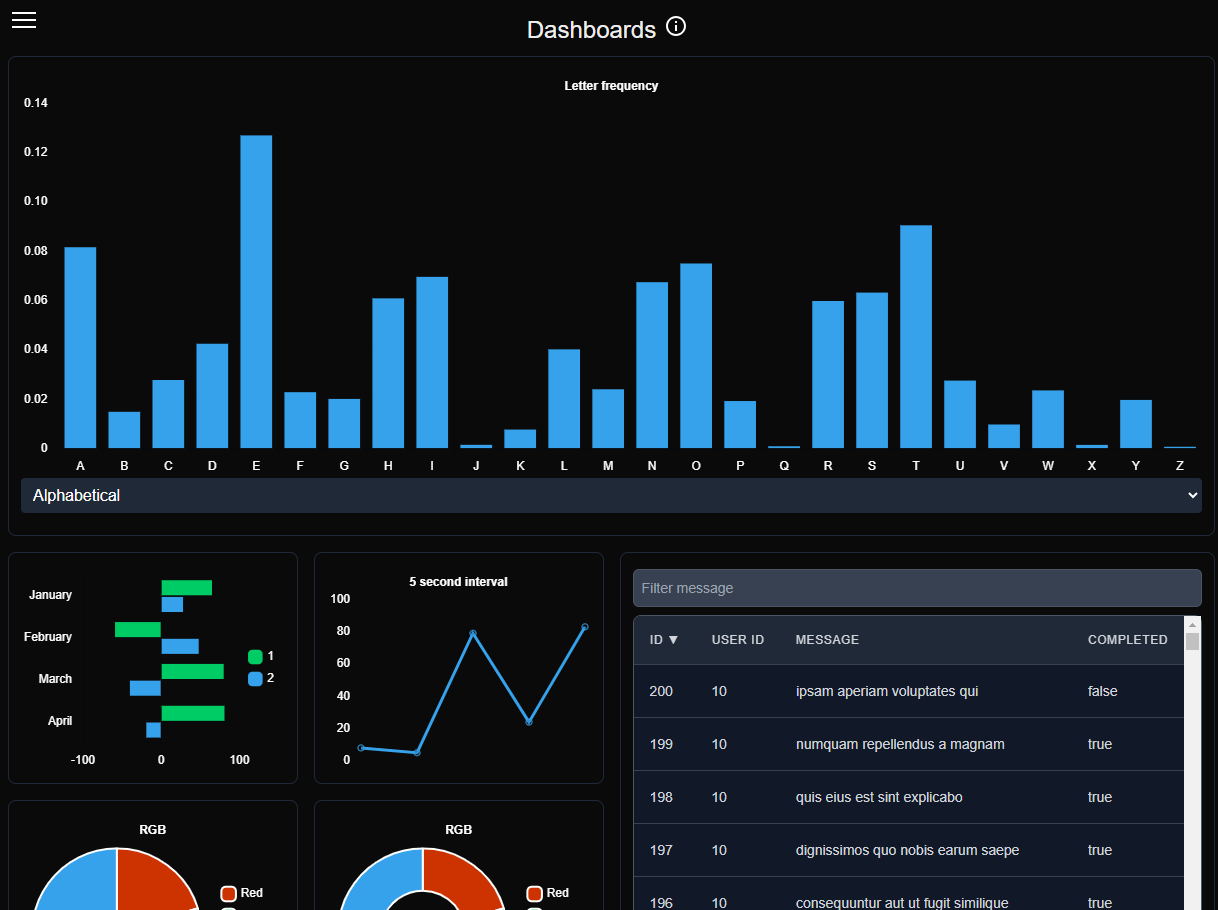 Dashboards
Letter frequency
0.14
0.12
0.10
0.08
0.06
0.04
0.02
0
A B C D E F G H I J K L M N O P Q R S T U V W X Y Z
Alphabetical
January
February
March
April
-100 0 100
1
2
5 second interval
100
80
60
40
20
0
Filter message
ID ▼ USER ID MESSAGE COMPLETED
200 10 ipsam aperiam voluptates qui false
199 10 numquam repellendus a magnam true
198 10 quis eius est sint explicabo true
197 10 dignissimos quo nobis earum saepe true
196 10 consequuntur aut ut fugit similique true
RGB
Red
RGB
Red